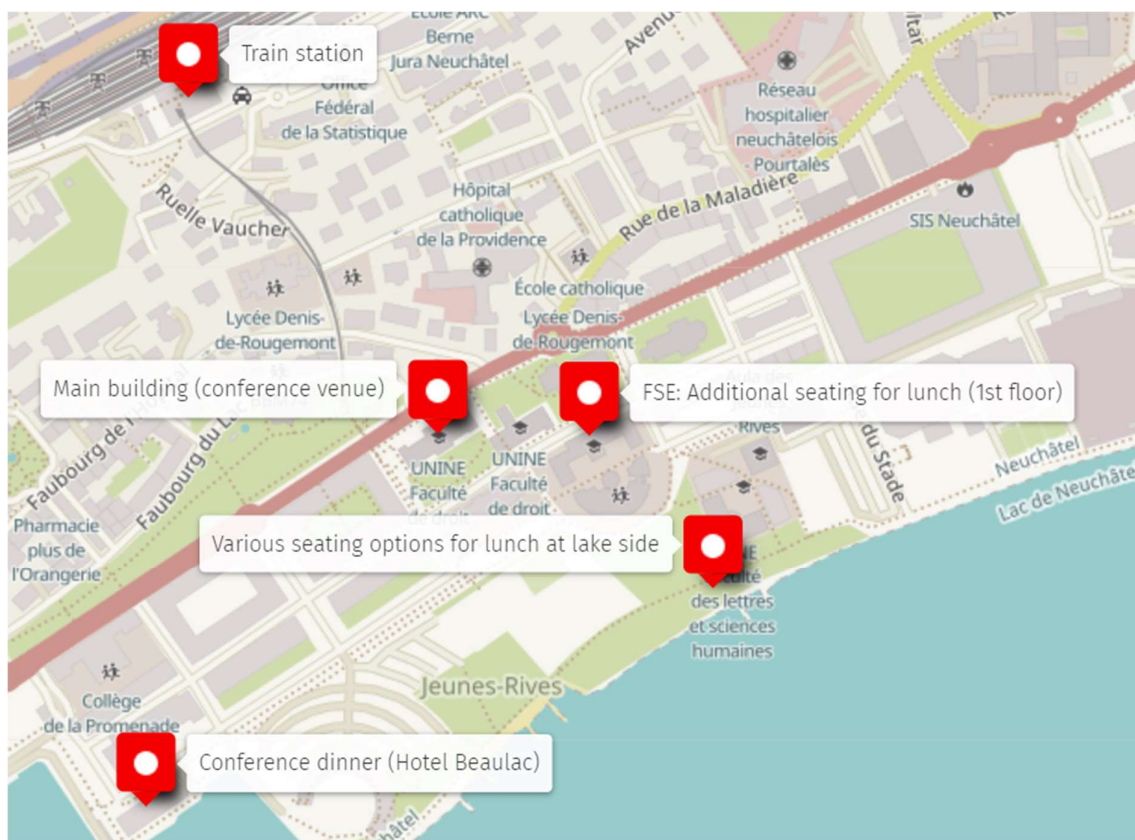 École ARC
Berne
Jura Neuchâtel
Avenue
Train station
Office
Fédéral
de la Statistique
Réseau
hospitalier
neuchâtelois
- Pourtalès
Ruelle Vaucher
Hôpital
catholique
de la Providence
Rue de la Maladière
SIS Neuchâtel
École catholique
Lycée Denis-
de-Rougemont
Lycée Denis-
de-Rougemont
Main building (conference venue)
FSE: Additional seating for lunch (1st floor)
Rives
du Stade
Faubourg de l'Hôpital
Faubourg du Lac
UNINE
Faculté
de droit
UNINE
Faculté
de droit
Neuchâtel
Lac de Neuchâte
Pharmacie
plus de
l'Orangerie
Various seating options for lunch at lake side
des lettres
et sciences
humaines
Jeunes-Rives
Collège
de la Promenade
Conference dinner (Hotel Beaulac)
hâtel